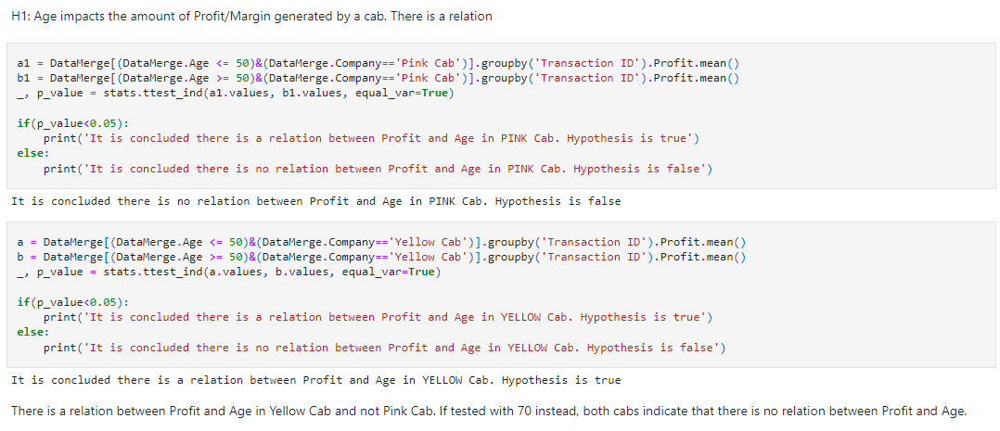 H1: Age impacts the amount of Profit/Margin generated by a cab. There is a relation
a1 = DataMerge[(DataMerge.Age <= 50)&(DataMerge.Company=='Pink Cab')].groupby('Transaction ID').Profit.mean()
b1 = DataMerge[(DataMerge.Age >= 50)&(DataMerge.Company=='Pink Cab')].groupby('Transaction ID').Profit.mean()
_, p_value = stats.ttest_ind(a1.values, b1.values, equal_var=True)
if(p_value<0.05):
    print('It is concluded there is a relation between Profit and Age in PINK Cab. Hypothesis is true')
else:
    print('It is concluded there is no relation between Profit and Age in PINK Cab. Hypothesis is false')
It is concluded there is no relation between Profit and Age in PINK Cab. Hypothesis is false
a = DataMerge[(DataMerge.Age <= 50)&(DataMerge.Company=='Yellow Cab')].groupby('Transaction ID').Profit.mean()
b = DataMerge[(DataMerge.Age >= 50)&(DataMerge.Company=='Yellow Cab')].groupby('Transaction ID').Profit.mean()
_, p_value = stats.ttest_ind(a.values, b.values, equal_var=True)
if(p_value<0.05):
    print('It is concluded there is a relation between Profit and Age in YELLOW Cab. Hypothesis is true')
else:
    print('It is concluded there is no relation between Profit and Age in YELLOW Cab. Hypothesis is false')
It is concluded there is a relation between Profit and Age in YELLOW Cab. Hypothesis is true
There is a relation between Profit and Age in Yellow Cab and not Pink Cab. If tested with 70 instead, both cabs indicate that there is no relation between Profit and Age.